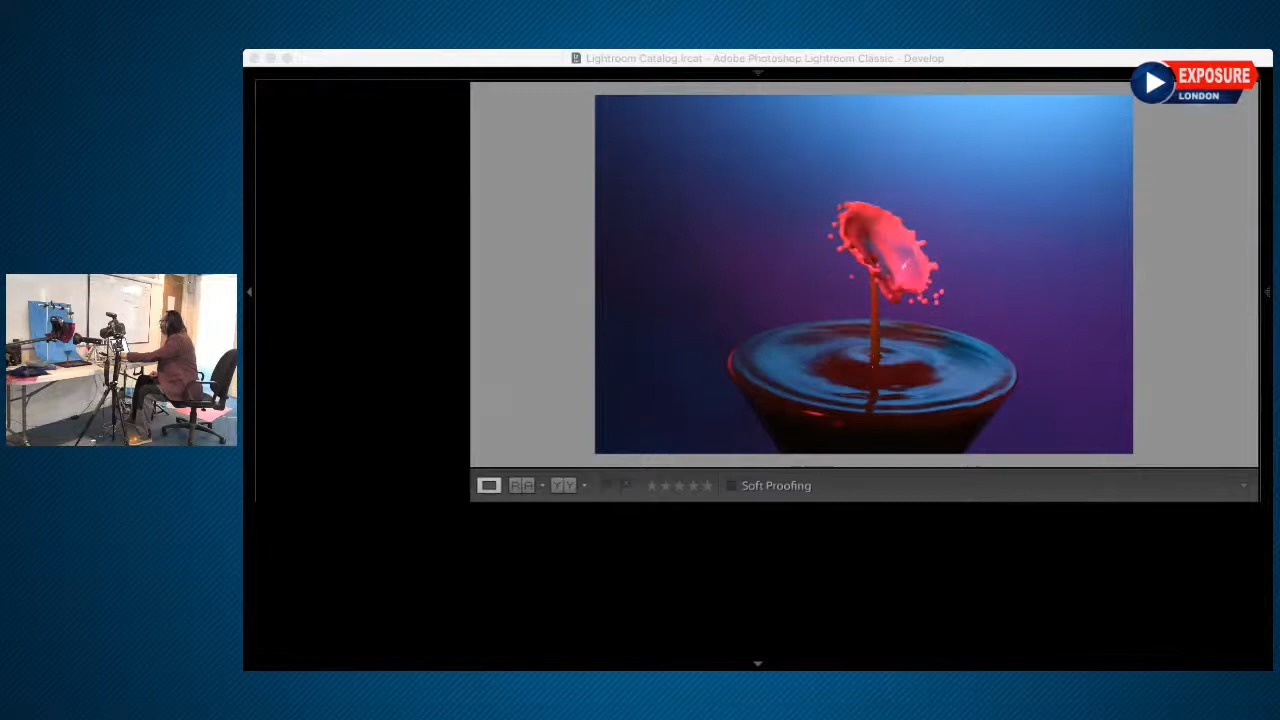 Lightroom Catalog.lrcat - Adobe Photoshop Lightroom Classic - Develop
EXPOSURE
LONDON
R A
Y Y
Soft Proofing